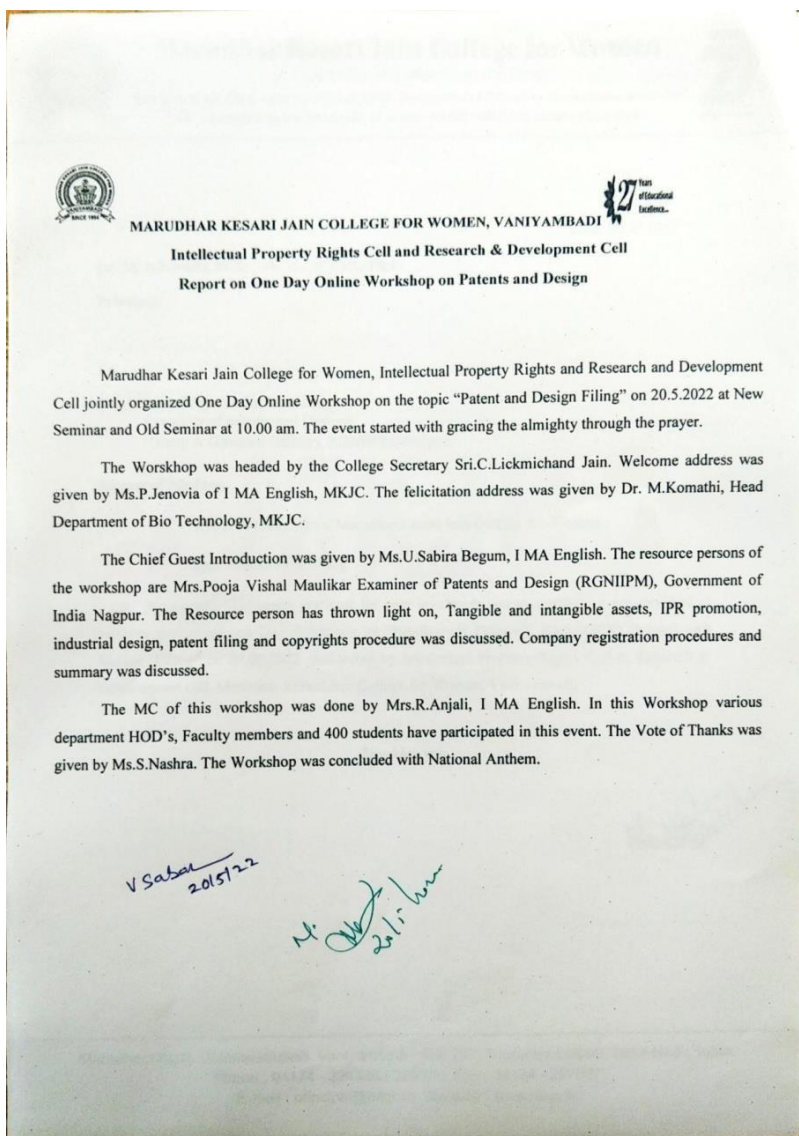 SINCE 1994
27 Years
of Educational
Excellence...
MARUDHAR KESARI JAIN COLLEGE FOR WOMEN, VANIYAMBADI
Intellectual Property Rights Cell and Research & Development Cell
Report on One Day Online Workshop on Patents and Design
Marudhar Kesari Jain College for Women, Intellectual Property Rights and Research and Development
Cell jointly organized One Day Online Workshop on the topic “Patent and Design Filing” on 20.5.2022 at New
Seminar and Old Seminar at 10.00 am. The event started with gracing the almighty through the prayer.
The Worskhop was headed by the College Secretary Sri.C.Lickmichand Jain. Welcome address was
given by Ms.P.Jenovia of I MA English, MKJC. The felicitation address was given by Dr. M.Komathi, Head
Department of Bio Technology, MKJC.
The Chief Guest Introduction was given by Ms.U.Sabira Begum, I MA English. The resource persons of
the workshop are Mrs.Pooja Vishal Maulikar Examiner of Patents and Design (RGNIIPM), Government of
India Nagpur. The Resource person has thrown light on, Tangible and intangible assets, IPR promotion,
industrial design, patent filing and copyrights procedure was discussed. Company registration procedures and
summary was discussed.
The MC of this workshop was done by Mrs.R.Anjali, I MA English. In this Workshop various
department HOD’s, Faculty members and 400 students have participated in this event. The Vote of Thanks was
given by Ms.S.Nashra. The Workshop was concluded with National Anthem.
20/5/22